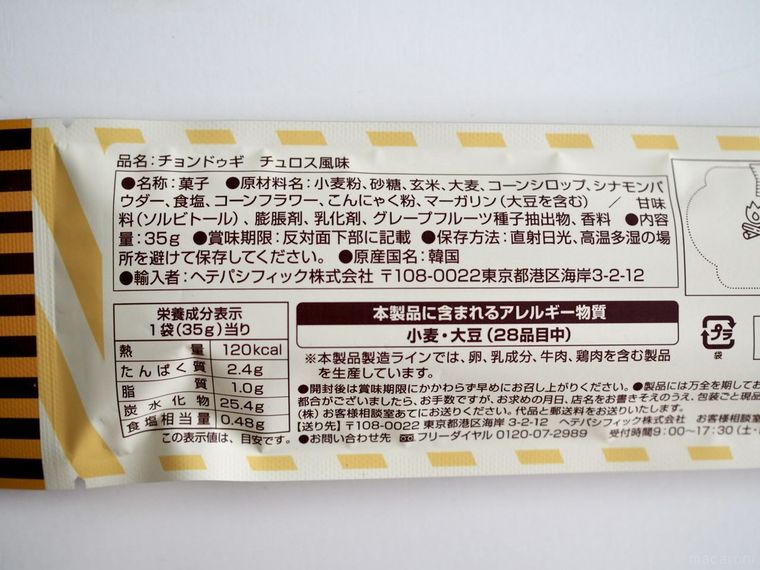 品名：チョンドゥギ チュロス風味
●名称：菓子 ●原材料名：小麦粉、砂糖、玄米、大麦、コーンシロップ、シナモンパ
ウダー、食塩、コーンフラワー、こんにゃく粉、マーガリン（大豆を含む） ／ 甘味
料（ソルビトール）、膨脹剤、乳化剤、グレープフルーツ種子抽出物、香料 ●内容
量：35g ●賞味期限：反対面下部に記載 ●保存方法：直射日光、高温多湿の場
所を避けて保存してください。 ●原産国名：韓国
●輸入者：ヘテパシフィック株式会社 〒108-0022東京都港区海岸3-2-12
栄養成分表示
1袋（35g）当り
熱量 120kcal
たんぱく質 2.4g
脂質 1.0g
炭水化物 25.4g
食塩相当量 0.48g
この表示値は、目安です。
本製品に含まれるアレルギー物質
小麦・大豆（28品目中）
※本製品製造ラインでは、卵、乳成分、牛肉、鶏肉を含む製品
を生産しています。
●開封後は賞味期限にかかわらず早めにお召し上がりください。●製品には万全を期してお
都合がございましたら、お手数ですが、お求めの月日、店名をお書きそえのうえ、包装ごと現品
（株）お客様相談室あてにお送りください。代品と郵送料をお送りいたします。
【送り先】〒108-0022 東京都港区海岸 3-2-12 ヘテパシフィック株式会社 お客様相談
●お問い合わせ先 フリーダイヤル 0120-07-2989 受付時間9：00～17：30（土・
プラ
袋
macaroni